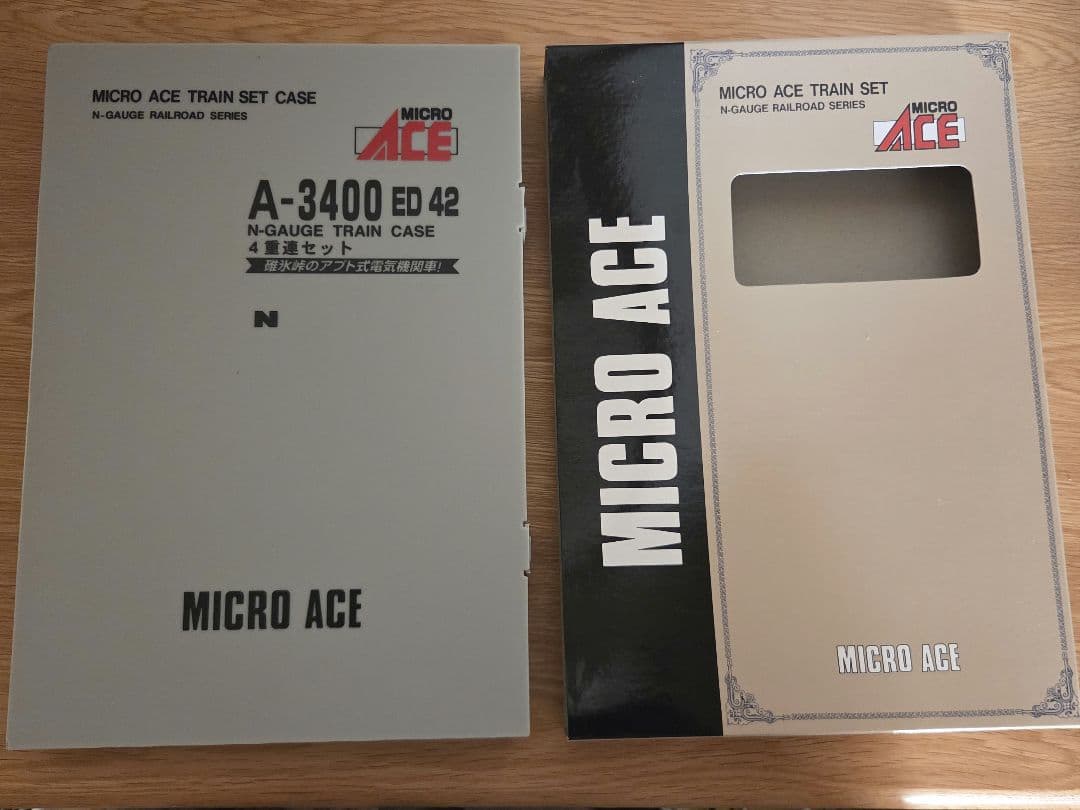 MICRO ACE TRAIN SET CASE
N-GAUGE RAILROAD SERIES
MICRO
ACE
A-3400 ED 42
N-GAUGE TRAIN CASE
4重連セット
碓氷峠のアプト式電気機関車!
N
MICRO ACE
MICRO ACE
MICRO ACE TRAIN SET
N-GAUGE RAILROAD SERIES
MICRO
ACE
MICRO ACE